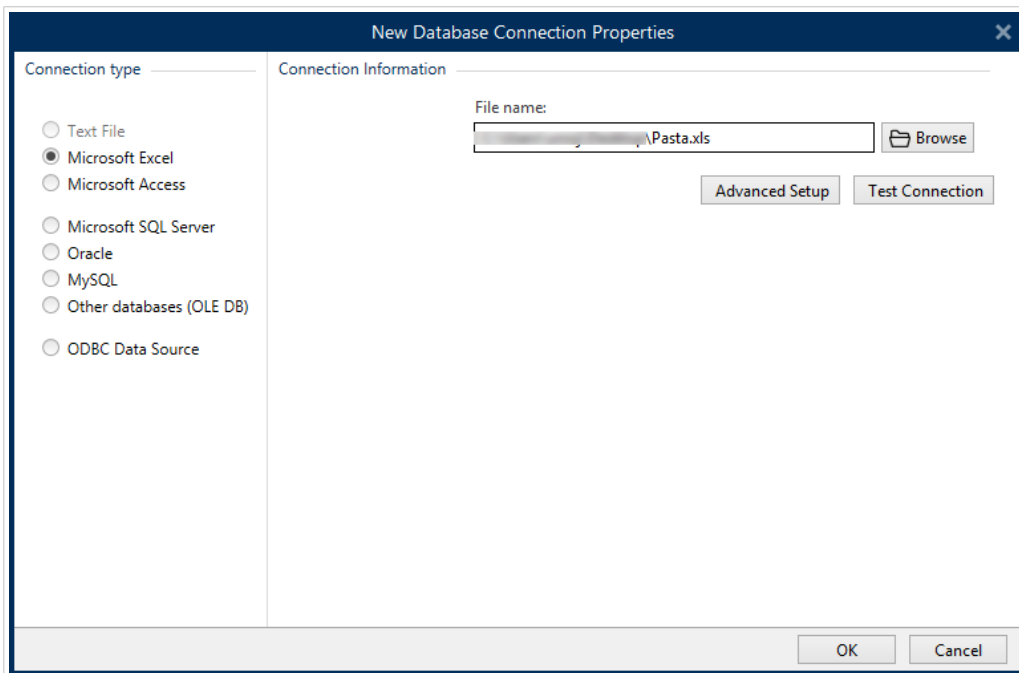 New Database Connection Properties
Connection type
Connection Information
Text File
Microsoft Excel
Microsoft Access
Microsoft SQL Server
Oracle
MySQL
Other databases (OLE DB)
ODBC Data Source
File name:
\Pasta.xls
Browse
Advanced Setup
Test Connection
OK
Cancel